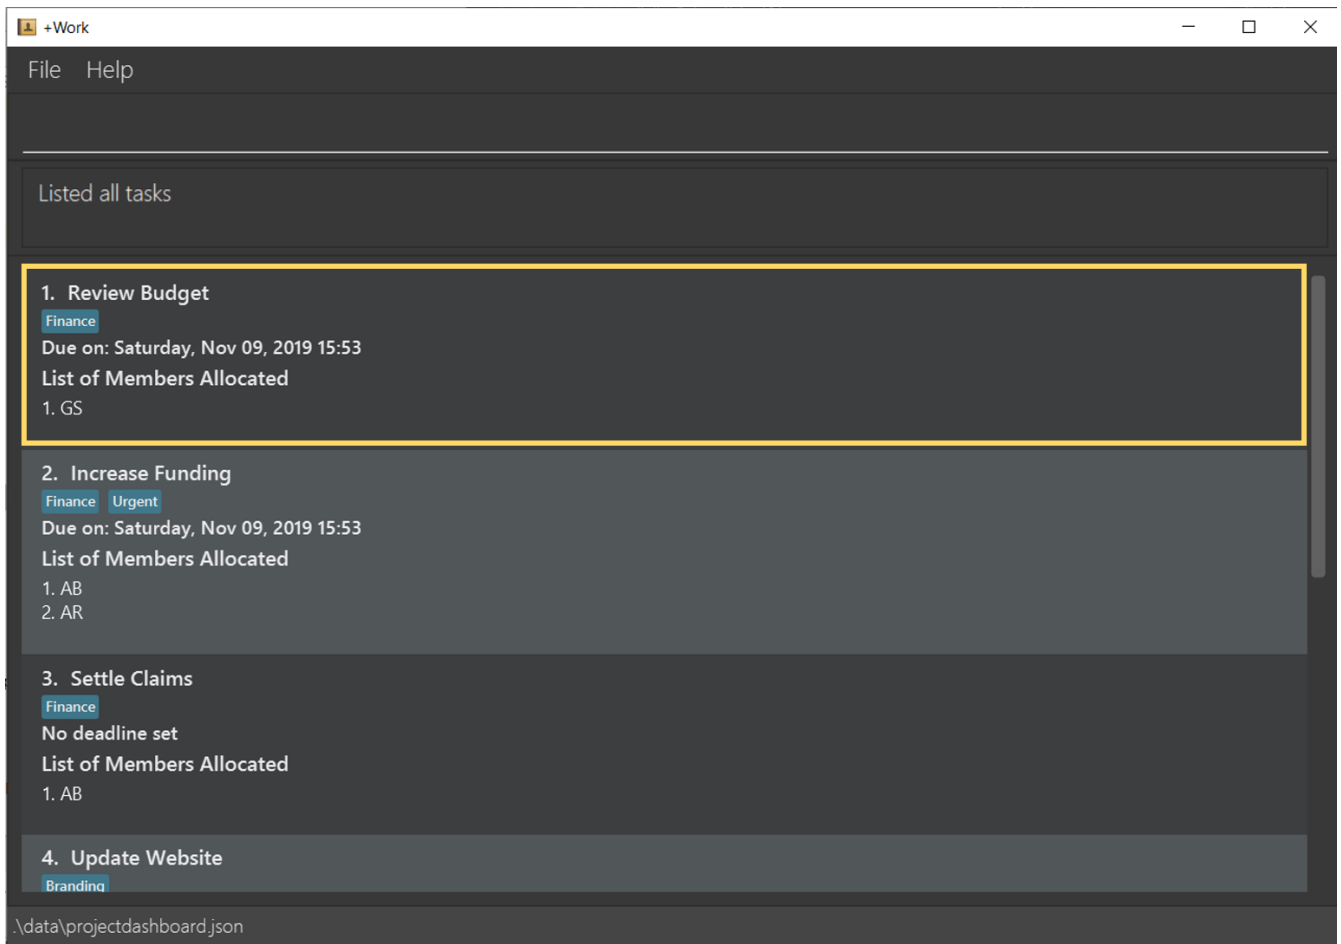 +Work
File Help
Listed all tasks
1. Review Budget
Finance
Due on: Saturday, Nov 09, 2019 15:53
List of Members Allocated
1. GS
2. Increase Funding
Finance Urgent
Due on: Saturday, Nov 09, 2019 15:53
List of Members Allocated
1. AB
2. AR
3. Settle Claims
Finance
No deadline set
List of Members Allocated
1. AB
4. Update Website
Branding
.\data\projectdashboard.json